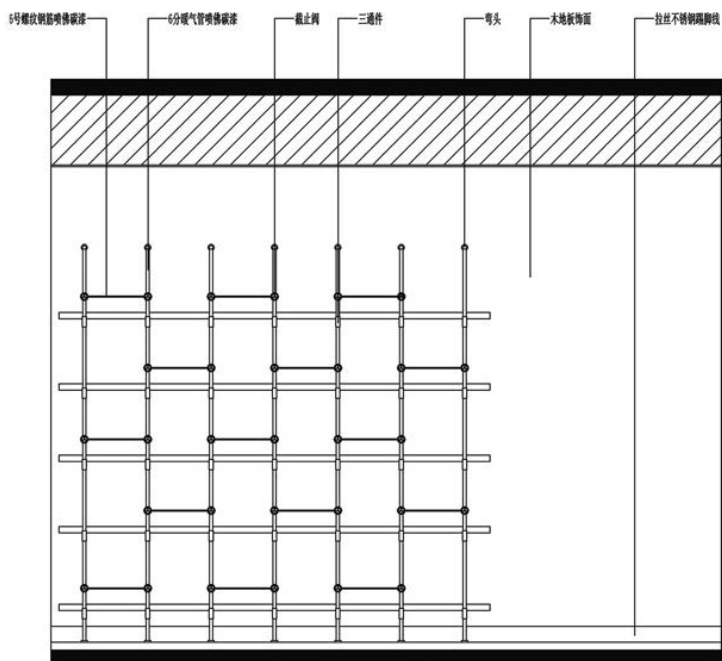 5号螺纹钢筋喷佛碳漆
6分暖气管喷佛碳漆
截止阀
三通件
弯头
木地板饰面
拉丝不锈钢踢脚线